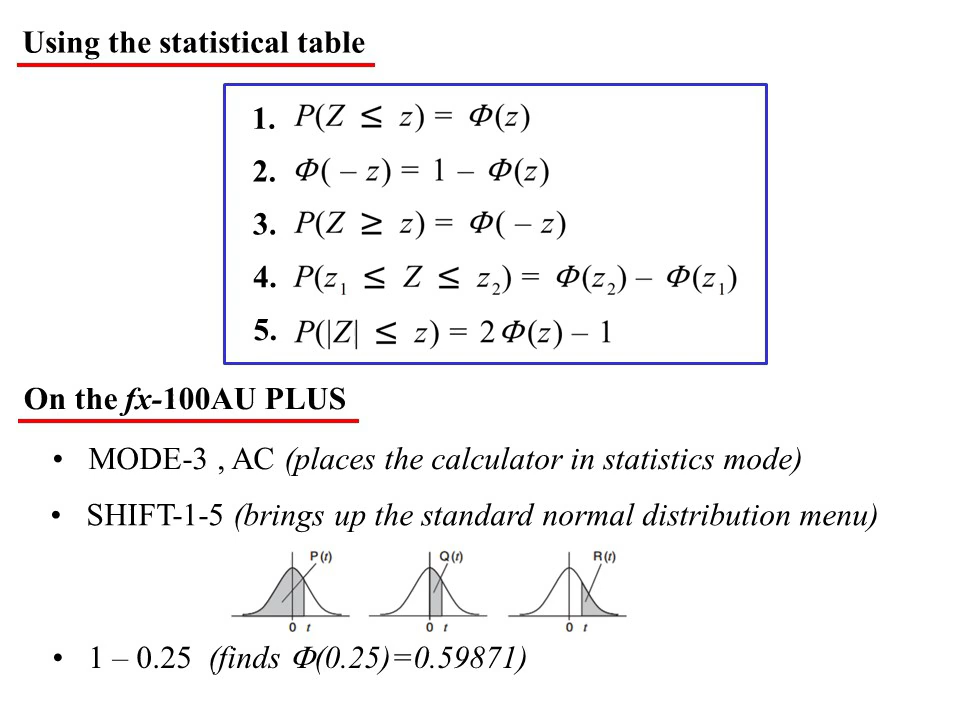 Using the statistical table
1. P(Z ≤ z) = Φ(z)
2. Φ( – z) = 1 – Φ(z)
3. P(Z ≥ z) = Φ( – z)
4. P(z₁ ≤ Z ≤ z₂) = Φ(z₂) – Φ(z₁)
5. P(|Z| ≤ z) = 2Φ(z) – 1
On the fx-100AU PLUS
• MODE-3 , AC (places the calculator in statistics mode)
• SHIFT-1-5 (brings up the standard normal distribution menu)
P(t) Q(t) R(t)
0 t 0 t 0 t
• 1 – 0.25 (finds Φ(0.25)=0.59871)